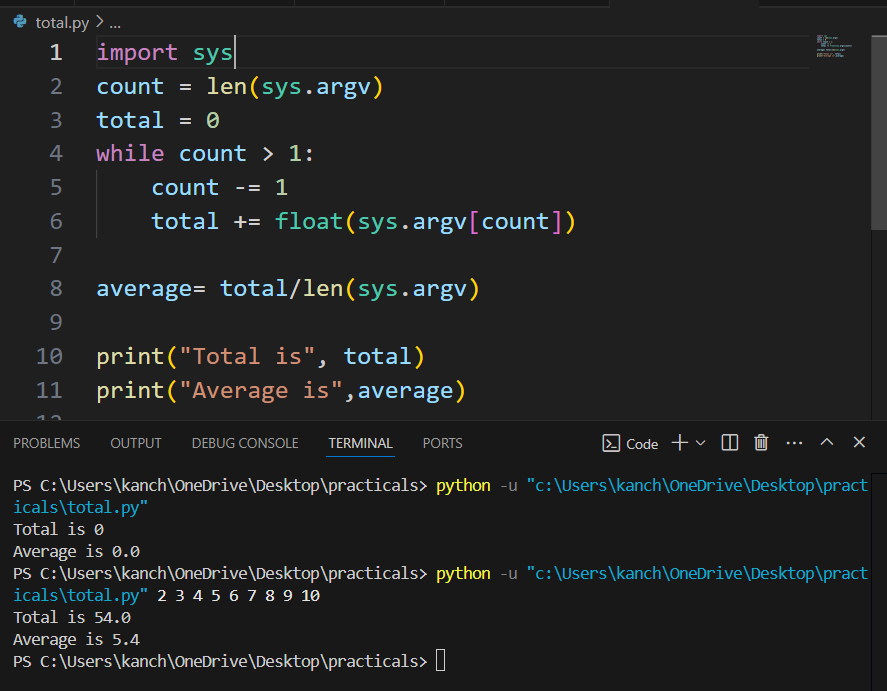 total.py > ...
1 import sys
2 count = len(sys.argv)
3 total = 0
4 while count > 1:
5     count -= 1
6     total += float(sys.argv[count])
7
8 average= total/len(sys.argv)
9
10 print("Total is", total)
11 print("Average is",average)
12
PROBLEMS OUTPUT DEBUG CONSOLE TERMINAL PORTS Code
PS C:\Users\kanch\OneDrive\Desktop\practicals> python -u "c:\Users\kanch\OneDrive\Desktop\pract
icals\total.py"
Total is 0
Average is 0.0
PS C:\Users\kanch\OneDrive\Desktop\practicals> python -u "c:\Users\kanch\OneDrive\Desktop\pract
icals\total.py" 2 3 4 5 6 7 8 9 10
Total is 54.0
Average is 5.4
PS C:\Users\kanch\OneDrive\Desktop\practicals>